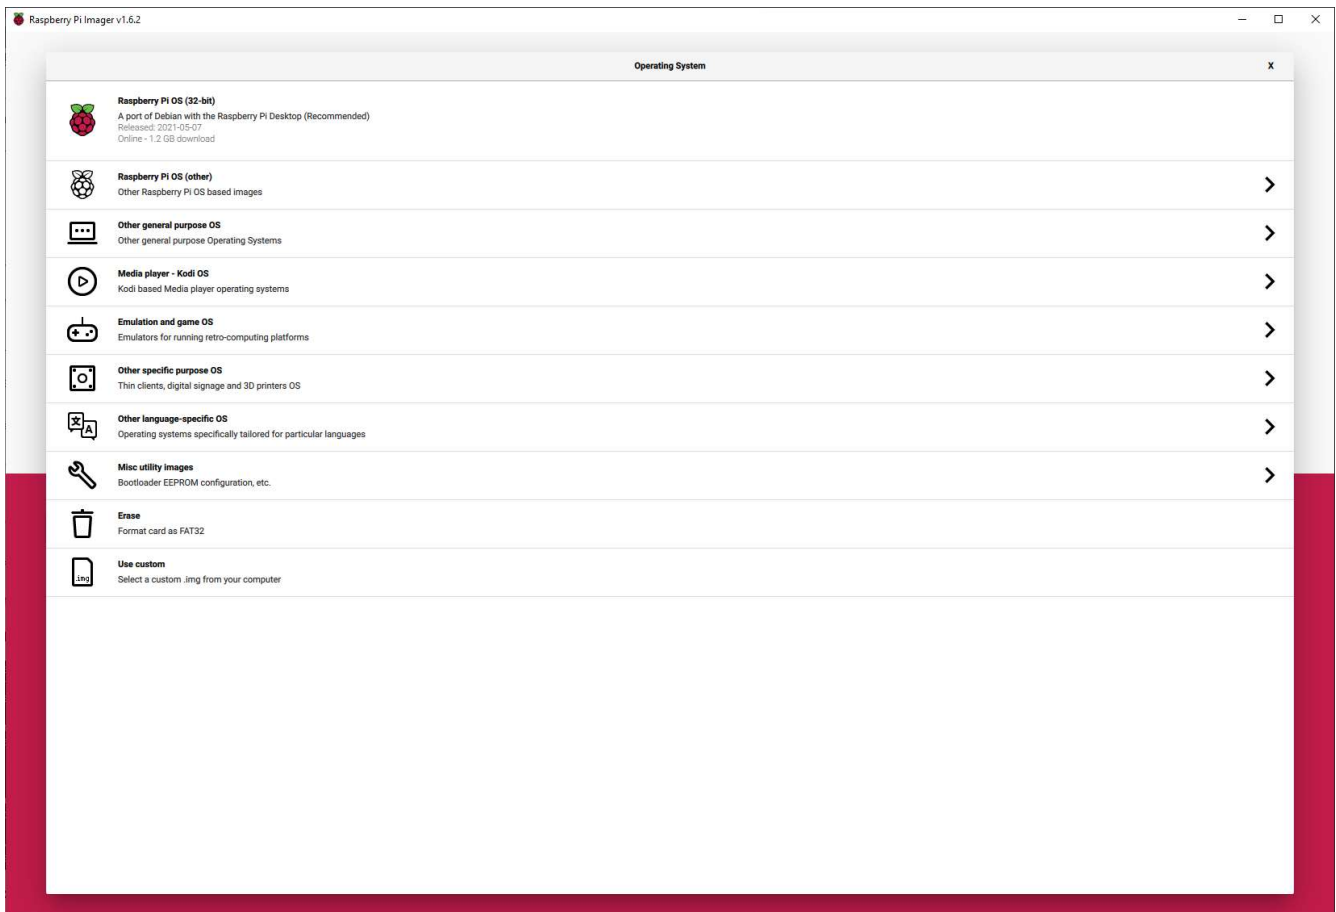 Raspberry Pi Imager v1.6.2
Operating System
X
Raspberry Pi OS (32-bit)
A port of Debian with the Raspberry Pi Desktop (Recommended)
Released: 2021-05-07
Online - 1.2 GB download
Raspberry Pi OS (other)
Other Raspberry Pi OS based images
Other general purpose OS
Other general purpose Operating Systems
Media player - Kodi OS
Kodi based Media player operating systems
Emulation and game OS
Emulators for running retro-computing platforms
Other specific purpose OS
Thin clients, digital signage and 3D printers OS
Other language-specific OS
文 A
Operating systems specifically tailored for particular languages
Misc utility images
Bootloader EEPROM configuration, etc.
Erase
Format card as FAT32
Use custom
.img
Select a custom .img from your computer